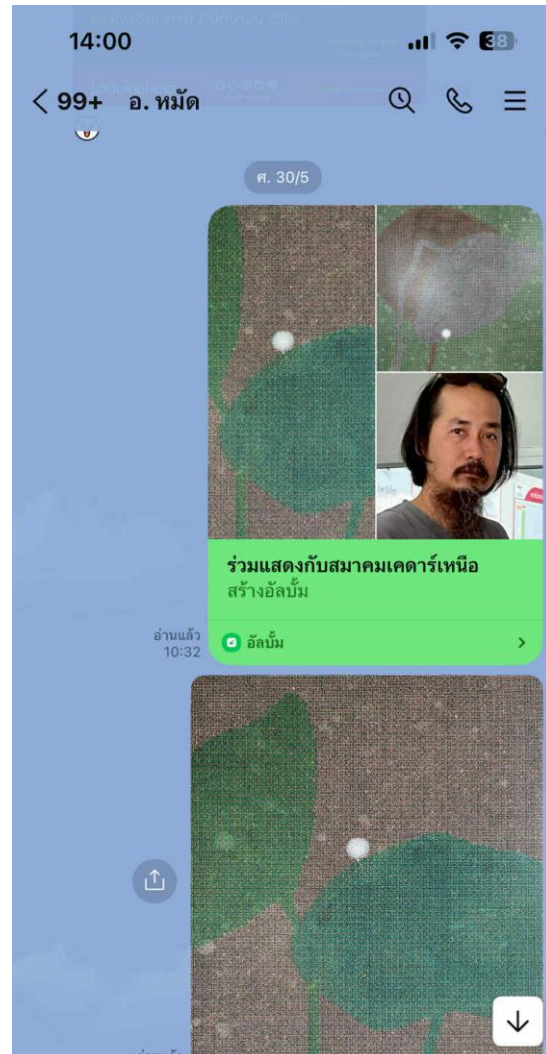 14:00
38
99+ อ. หมัด
ศ. 30/5
ร่วมแสดงกับสมาคมเคดาร์เหนือ
สร้างอัลบั้ม
อ่านแล้ว
10:32
อัลบั้ม